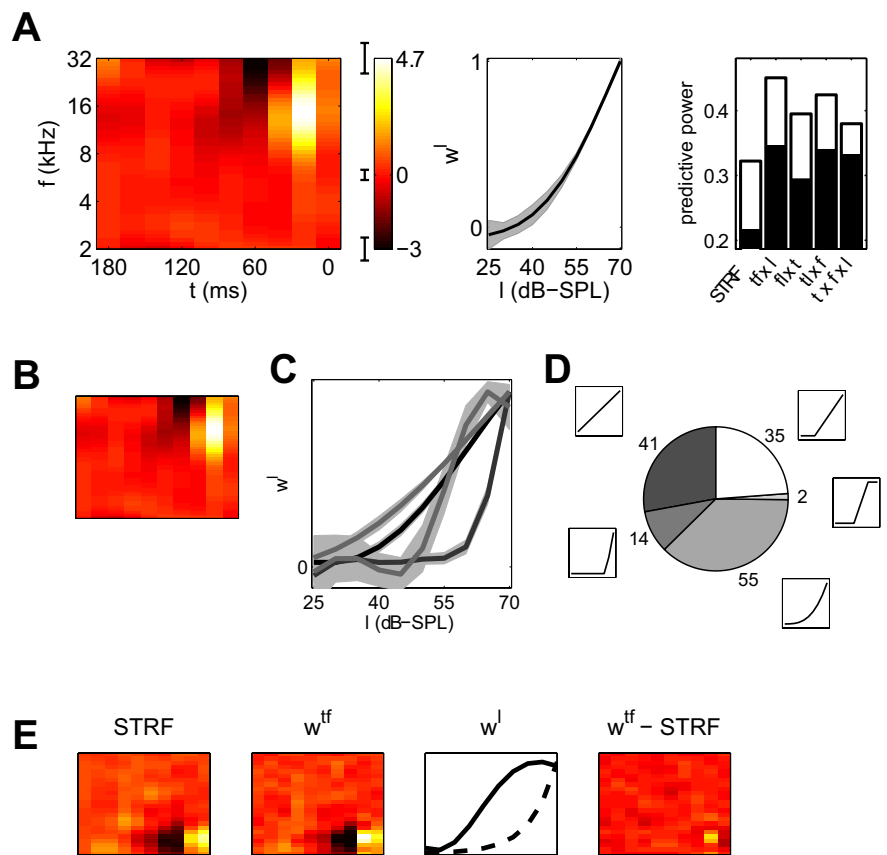 A
f (kHz)
32
16
8
4
2
180
120
60
0
t (ms)
4.7
0
−3
w^l
1
0
25
40
55
70
l (dB−SPL)
predictive power
0.4
0.3
0.2
STRF
tf x l
fl x t
tl x f
t x f x l
B
C
w^l
0
25
40
55
70
l (dB−SPL)
D
41
35
2
14
55
E
STRF
w^tf
w^l
w^tf − STRF